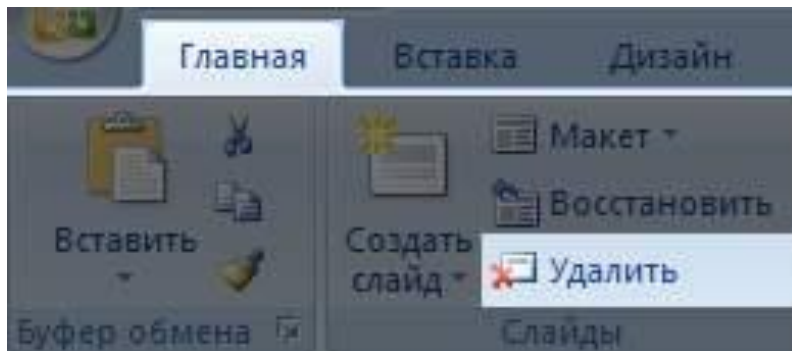 Главная Вставка Дизайн
Вставить
Буфер обмена
Создать слайд
Макет
Восстановить
Удалить
Слайды